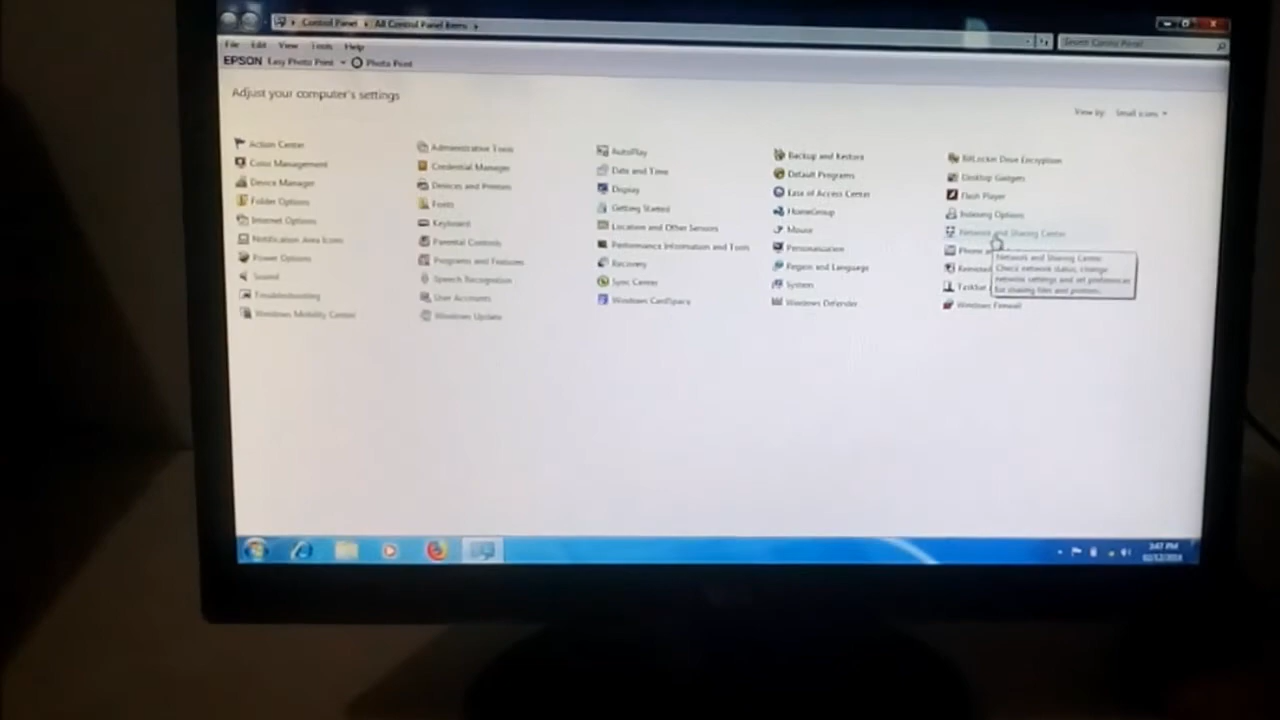 Control Panel All Control Panel Items
Search Control Panel
File Edit View Tools Help
EPSON Easy Photo Print Photo Print
Adjust your computer's settings
View by: Small icons
Action Center
Color Management
Device Manager
Folder Options
Internet Options
Notification Area Icons
Power Options
Sound
Troubleshooting
Windows Mobility Center
Administrative Tools
Credential Manager
Devices and Printers
Fonts
Keyboard
Parental Controls
Programs and Features
Speech Recognition
User Accounts
Windows Update
AutoPlay
Date and Time
Display
Getting Started
Location and Other Sensors
Performance Information and Tools
Recovery
Sync Center
Windows CardSpace
Backup and Restore
Default Programs
Ease of Access Center
HomeGroup
Mouse
Personalization
Region and Language
System
Windows Defender
BitLocker Drive Encryption
Desktop Gadgets
Flash Player
Indexing Options
Network and Sharing Center
Phone
Taskbar
Windows Firewall
Network and Sharing Center
Check network status, change
network settings and set preferences
for sharing files and printers.
3:47 PM